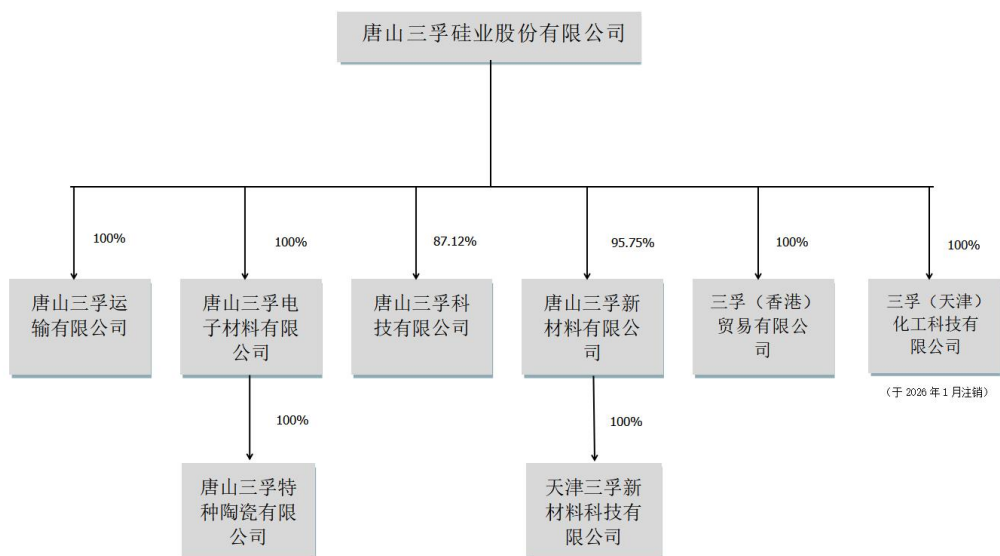 唐山三孚硅业股份有限公司
100%
100%
87.12%
95.75%
100%
100%
唐山三孚运
输有限公司
唐山三孚电
子材料有限
公司
唐山三孚科
技有限公司
唐山三孚新
材料有限公
司
三孚（香港）
贸易有限公
司
三孚（天津）
化工科技有
限公司
（于 2026 年 1 月注销）
100%
100%
唐山三孚特
种陶瓷有限
公司
天津三孚新
材料科技有
限公司